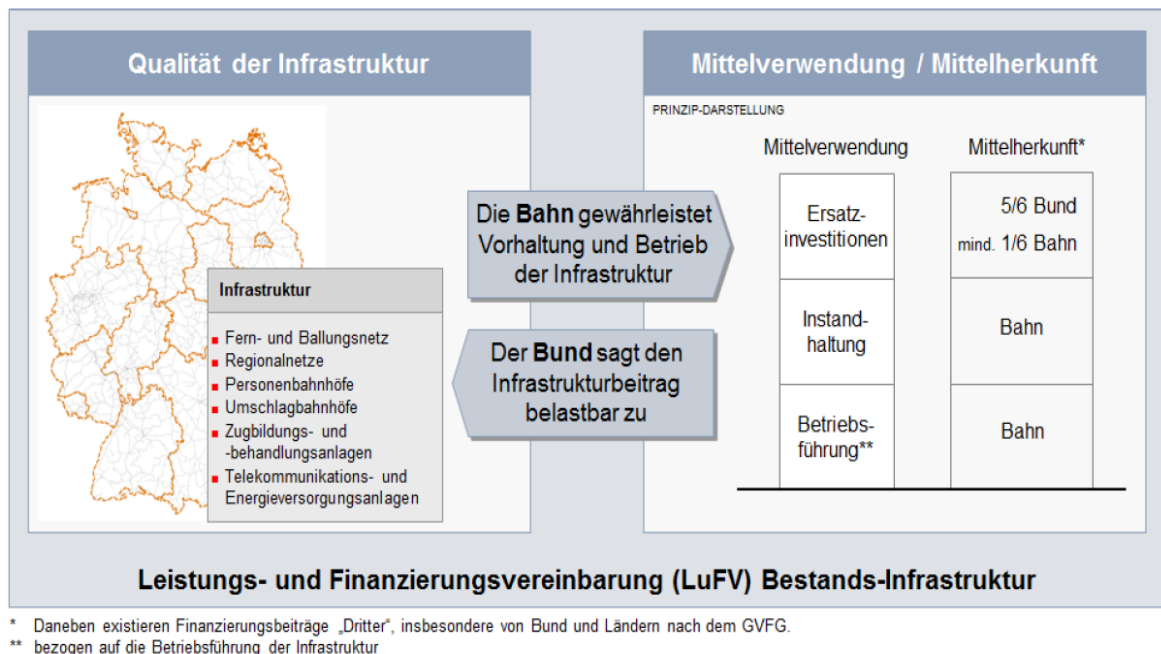 Qualität der Infrastruktur
Infrastruktur
Fern- und Ballungsnetz
Regionalnetze
Personenbahnhöfe
Umschlagbahnhöfe
Zugbildungs- und
-behandlungsanlagen
Telekommunikations- und
Energieversorgungsanlagen
Die Bahn gewährleistet
Vorhaltung und Betrieb
der Infrastruktur
Der Bund sagt den
Infrastrukturbeitrag
belastbar zu
Mittelverwendung / Mittelherkunft
PRINZIP-DARSTELLUNG
Mittelverwendung
Mittelherkunft*
Ersatz-
investitionen
5/6 Bund
mind. 1/6 Bahn
Instand-
haltung
Bahn
Betriebs-
führung**
Bahn
Leistungs- und Finanzierungsvereinbarung (LuFV) Bestands-Infrastruktur
* Daneben existieren Finanzierungsbeiträge „Dritter“, insbesondere von Bund und Ländern nach dem GVFG.
** bezogen auf die Betriebsführung der Infrastruktur